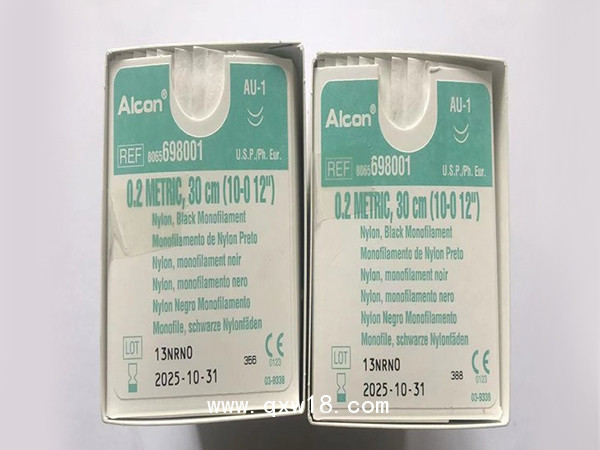 Alcon®
AU-1
REF 8065698001
U.S.P./Ph. Eur.
0.2 METRIC, 30 cm (10-0 12")
Nylon, Black Monofilament
Monofilamento de Nylon Preto
Nylon, monofilament noir
Nylon, monofilamento nero
Nylon Negro Monofilamento
Monofile, schwarze Nylonfäden
LOT 13NRNO 366 CE 0123
2025-10-31 03-9338
Alcon®
AU-1
REF 8065698001
U.S.P./Ph. Eur.
0.2 METRIC, 30 cm (10-0 12")
Nylon, Black Monofilament
Monofilamento de Nylon Preto
Nylon, monofilament noir
Nylon, monofilamento nero
Nylon Negro Monofilamento
Monofile, schwarze Nylonfäden
LOT 13NRNO 388 CE 0123
2025-10-31 03-9338
www.qxw18.com